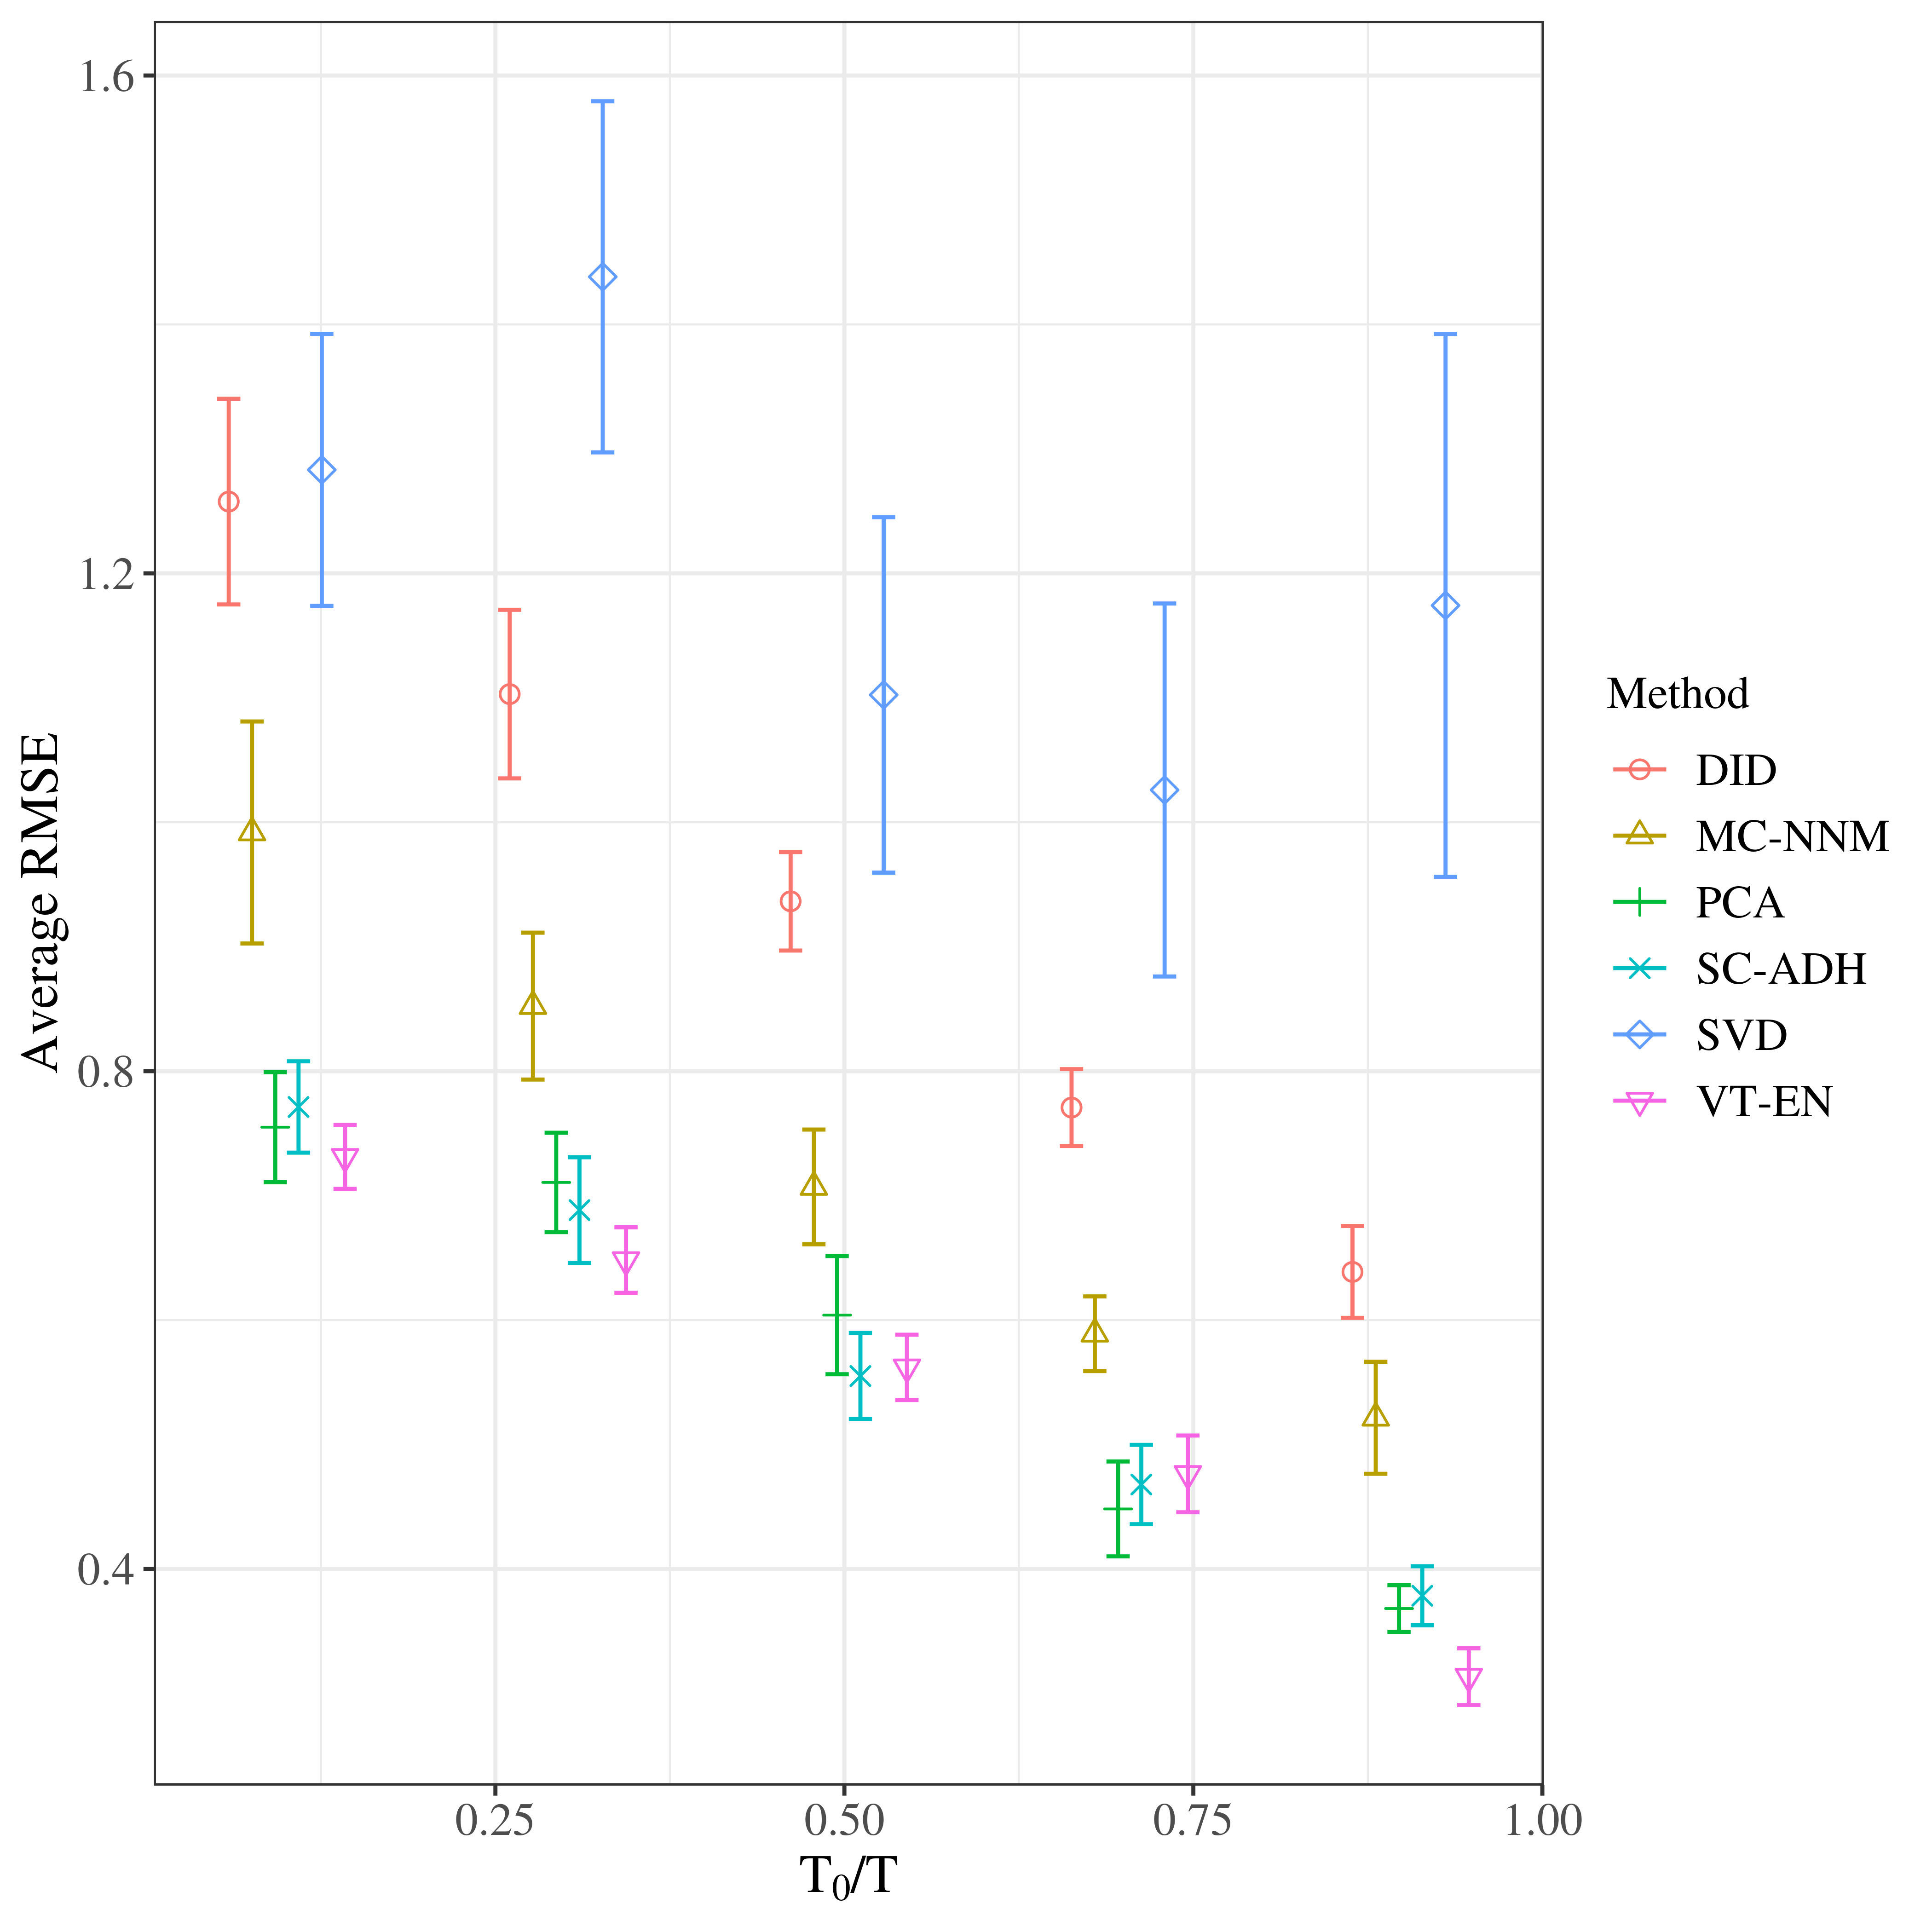 1.6
1.2
0.8
0.4
Average RMSE
0.25 0.50 0.75 1.00
T₀/T
Method
DID
MC-NNM
PCA
SC-ADH
SVD
VT-EN